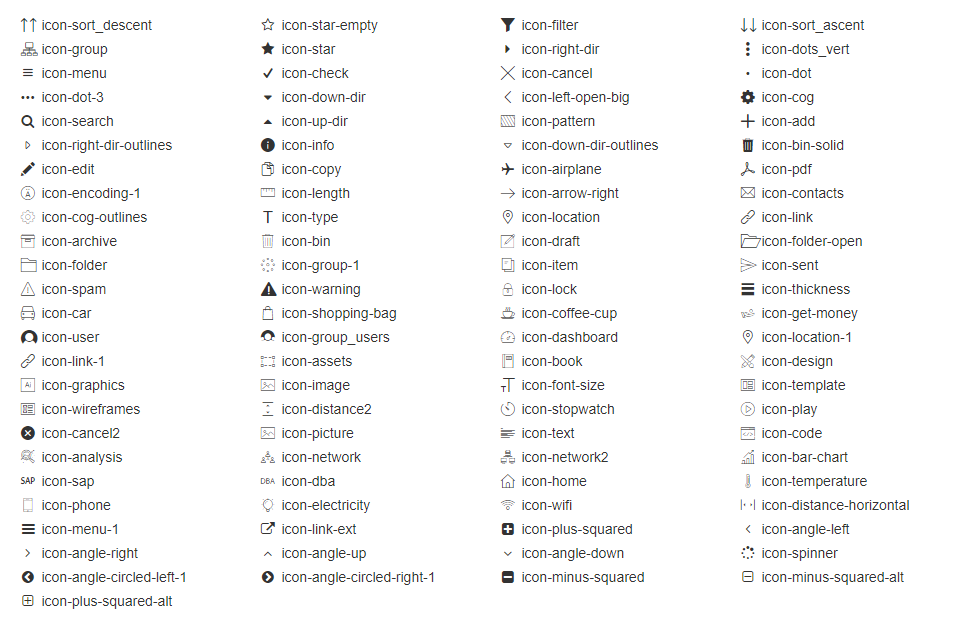 icon-sort_descent icon-star-empty icon-filter icon-sort_ascent
icon-group icon-star icon-right-dir icon-dots_vert
icon-menu icon-check icon-cancel icon-dot
icon-dot-3 icon-down-dir icon-left-open-big icon-cog
icon-search icon-up-dir icon-pattern icon-add
icon-right-dir-outlines icon-info icon-down-dir-outlines icon-bin-solid
icon-edit icon-copy icon-airplane icon-pdf
icon-encoding-1 icon-length icon-arrow-right icon-contacts
icon-cog-outlines icon-type icon-location icon-link
icon-archive icon-bin icon-draft icon-folder-open
icon-folder icon-group-1 icon-item icon-sent
icon-spam icon-warning icon-lock icon-thickness
icon-car icon-shopping-bag icon-coffee-cup icon-get-money
icon-user icon-group_users icon-dashboard icon-location-1
icon-link-1 icon-assets icon-book icon-design
Ai icon-graphics icon-image icon-font-size icon-template
icon-wireframes icon-distance2 icon-stopwatch icon-play
icon-cancel2 icon-picture icon-text icon-code
icon-analysis icon-network icon-network2 icon-bar-chart
SAP icon-sap DBA icon-dba icon-home icon-temperature
icon-phone icon-electricity icon-wifi icon-distance-horizontal
icon-menu-1 icon-link-ext icon-plus-squared icon-angle-left
icon-angle-right icon-angle-up icon-angle-down icon-spinner
icon-angle-circled-left-1 icon-angle-circled-right-1 icon-minus-squared icon-minus-squared-alt
icon-plus-squared-alt